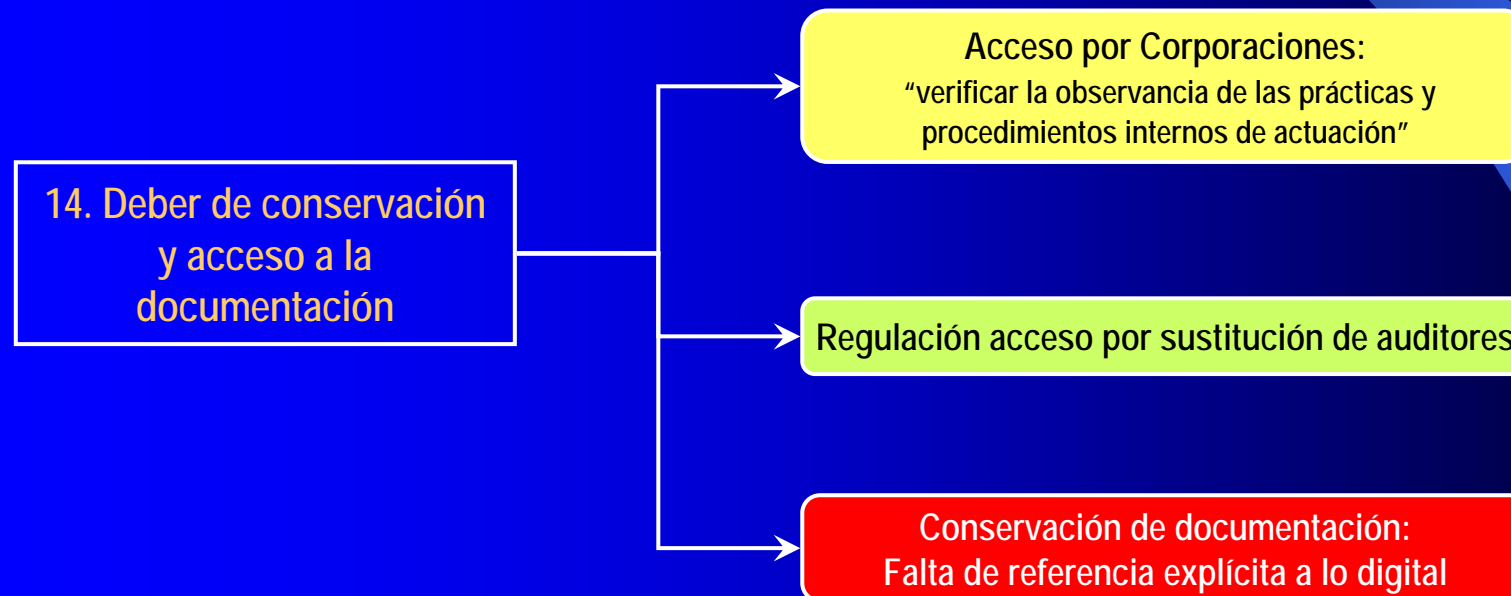 14. Deber de conservación
y acceso a la
documentación
Acceso por Corporaciones:
“verificar la observancia de las prácticas y
procedimientos internos de actuación”
Regulación acceso por sustitución de auditores
Conservación de documentación:
Falta de referencia explícita a lo digital